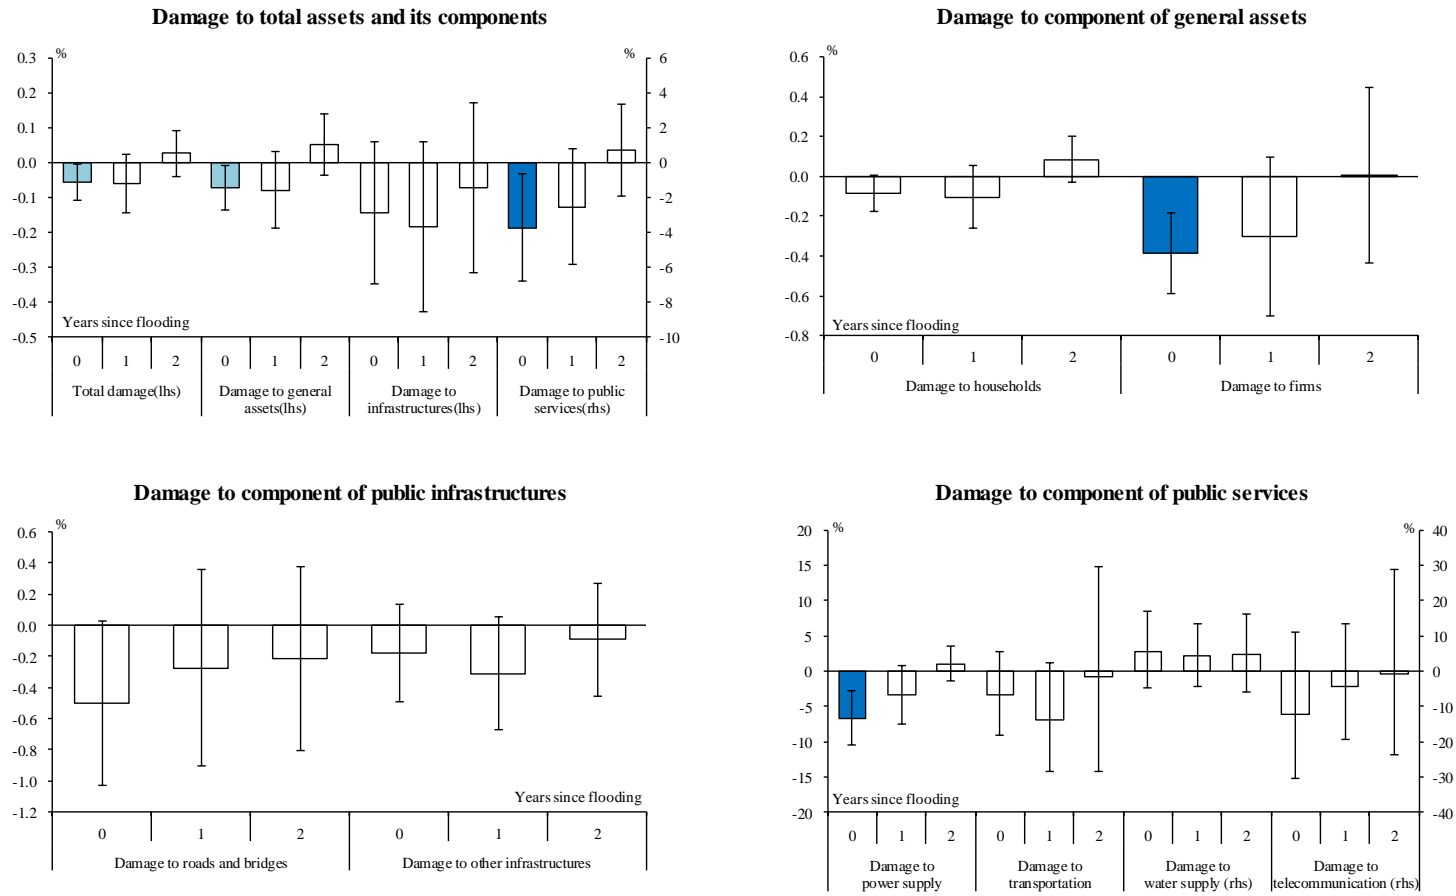 Damage to total assets and its components
%
%
0.3
0.2
0.1
0.0
-0.1
-0.2
-0.3
-0.4
-0.5
6
4
2
0
-2
-4
-6
-8
-10
Years since flooding
0 1 2 0 1 2 0 1 2 0 1 2
Total damage(lhs)
Damage to general
assets(lhs)
Damage to
infrastructures(lhs)
Damage to public
services(rhs)
Damage to component of general assets
%
0.6
0.4
0.2
0.0
-0.2
-0.4
-0.6
-0.8
Years since flooding
0 1 2 0 1 2
Damage to households
Damage to firms
Damage to component of public infrastructures
%
0.6
0.4
0.2
0.0
-0.2
-0.4
-0.6
-0.8
-1.0
-1.2
Years since flooding
0 1 2 0 1 2
Damage to roads and bridges
Damage to other infrastructures
Damage to component of public services
%
%
20
15
10
5
0
-5
-10
-15
-20
40
30
20
10
0
-10
-20
-30
-40
Years since flooding
0 1 2 0 1 2 0 1 2 0 1 2
Damage to
power supply
Damage to
transportation
Damage to
water supply (rhs)
Damage to
telecommunication (rhs)